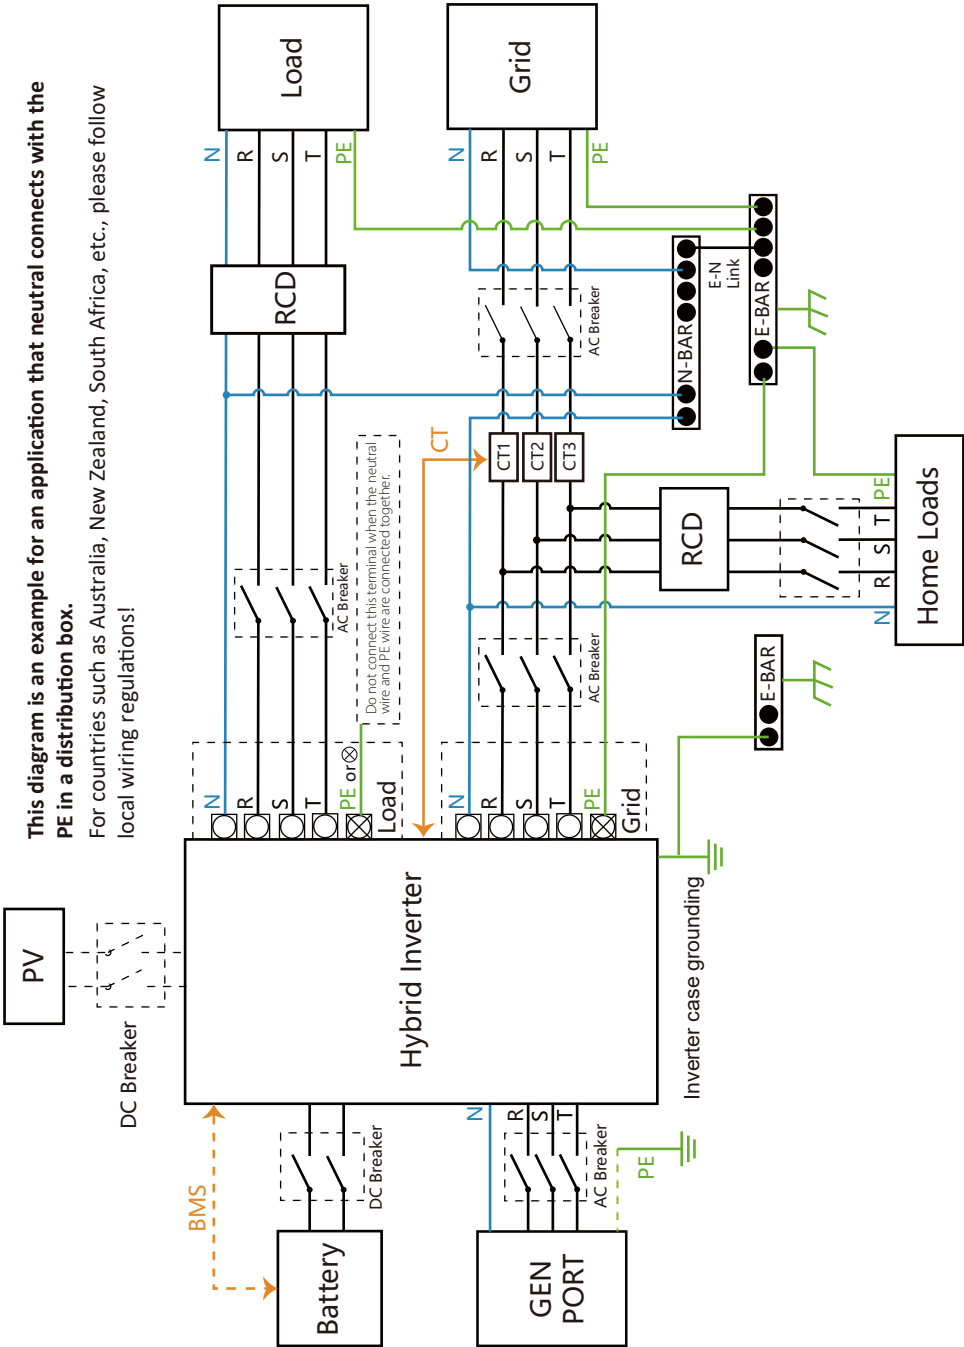 This diagram is an example for an application that neutral connects with the
PE in a distribution box.
For countries such as Australia, New Zealand, South Africa, etc., please follow
local wiring regulations!
PV
DC Breaker
BMS
Battery
DC Breaker
Hybrid Inverter
GEN
PORT
AC Breaker
N
R
S
T
PE
Inverter case grounding
N
R
S
T
PE or
Load
Do not connect this terminal when the neutral
wire and PE wire are connected together.
AC Breaker
RCD
N
R
S
T
PE
Load
N
R
S
T
PE
Grid
AC Breaker
CT
CT1
CT2
CT3
AC Breaker
N
R
S
T
PE
Grid
N-BAR
E-N
Link
E-BAR
RCD
N
R
S
T
PE
Home Loads
E-BAR